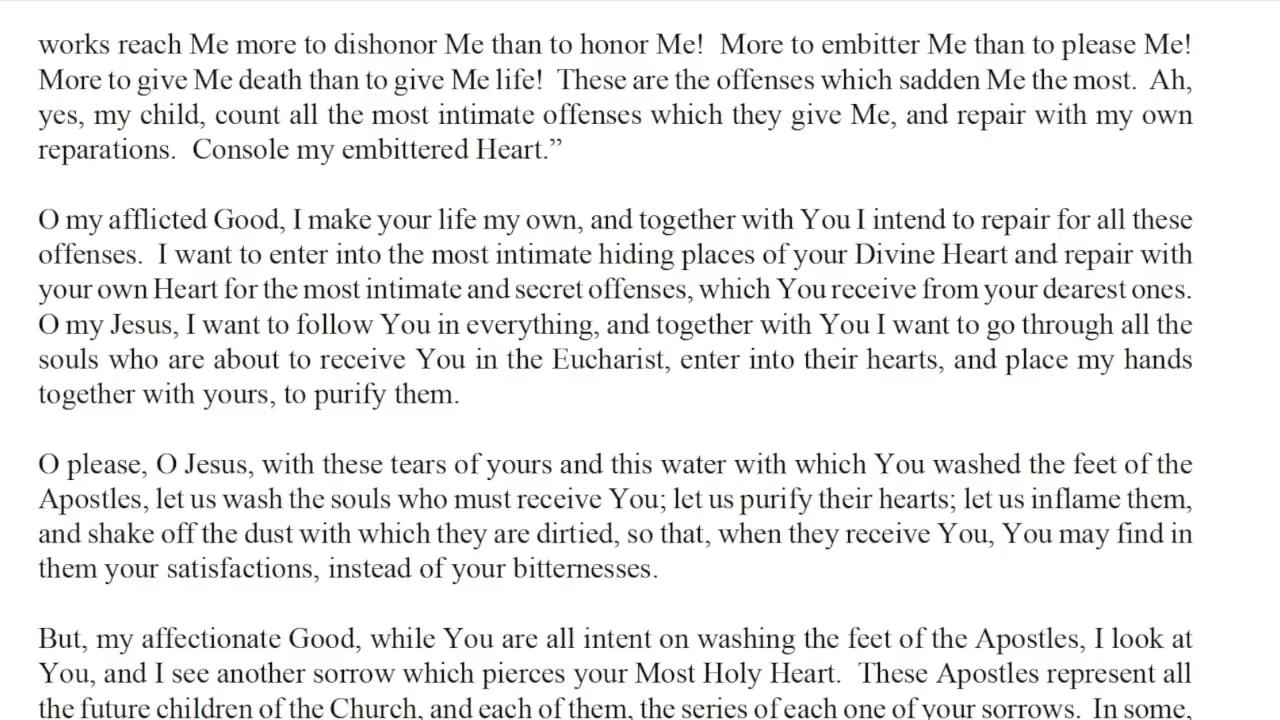 works reach Me more to dishonor Me than to honor Me!  More to embitter Me than to please Me!
More to give Me death than to give Me life!  These are the offenses which sadden Me the most.  Ah,
yes, my child, count all the most intimate offenses which they give Me, and repair with my own
reparations.  Console my embittered Heart.”
O my afflicted Good, I make your life my own, and together with You I intend to repair for all these
offenses.  I want to enter into the most intimate hiding places of your Divine Heart and repair with
your own Heart for the most intimate and secret offenses, which You receive from your dearest ones.
O my Jesus, I want to follow You in everything, and together with You I want to go through all the
souls who are about to receive You in the Eucharist, enter into their hearts, and place my hands
together with yours, to purify them.
O please, O Jesus, with these tears of yours and this water with which You washed the feet of the
Apostles, let us wash the souls who must receive You; let us purify their hearts; let us inflame them,
and shake off the dust with which they are dirtied, so that, when they receive You, You may find in
them your satisfactions, instead of your bitternesses.
But, my affectionate Good, while You are all intent on washing the feet of the Apostles, I look at
You, and I see another sorrow which pierces your Most Holy Heart.  These Apostles represent all
the future children of the Church, and each of them, the series of each one of your sorrows.  In some,